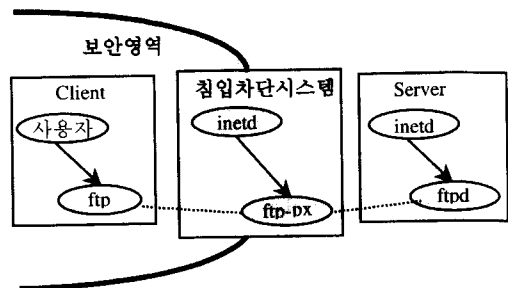 보안영역
Client
사용자
ftp
침입차단시스템
inetd
ftp-px
Server
inetd
ftpd